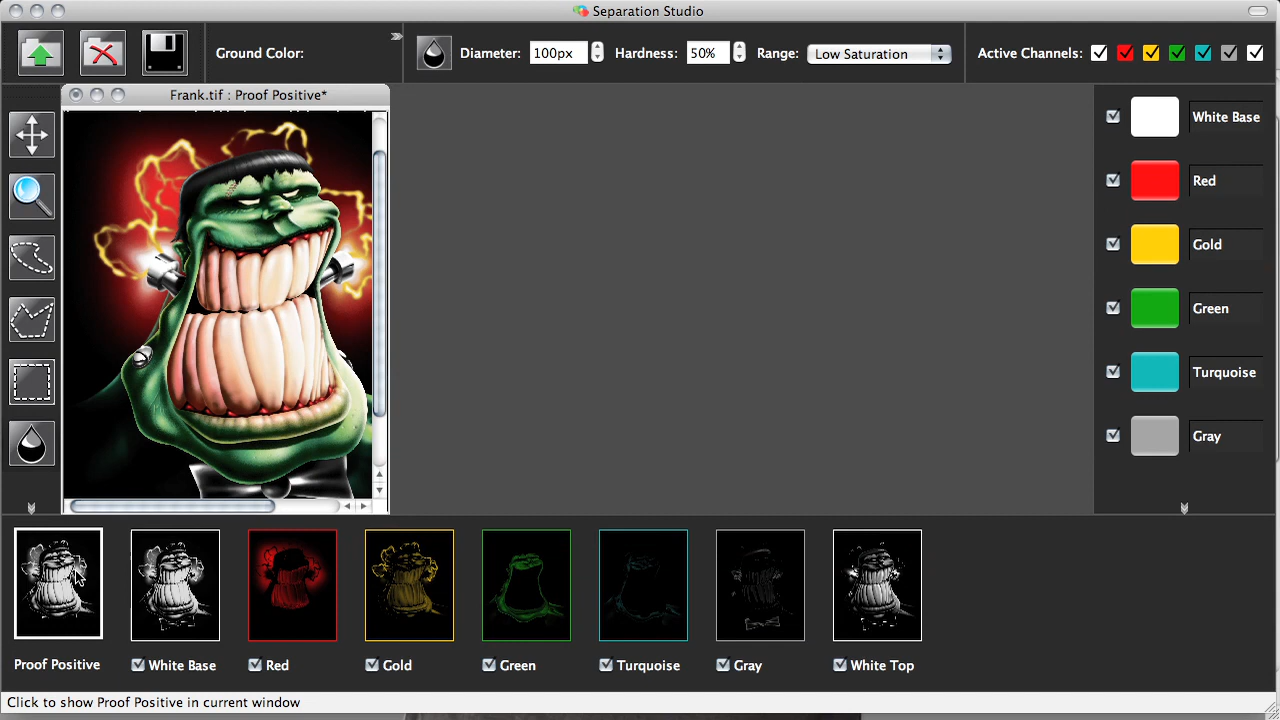 Separation Studio
Ground Color:
Diameter: 100px
Hardness: 50%
Range: Low Saturation
Active Channels:
Frank.tif : Proof Positive*
White Base
Red
Gold
Green
Turquoise
Gray
Proof Positive
White Base
Red
Gold
Green
Turquoise
Gray
White Top
Click to show Proof Positive in current window